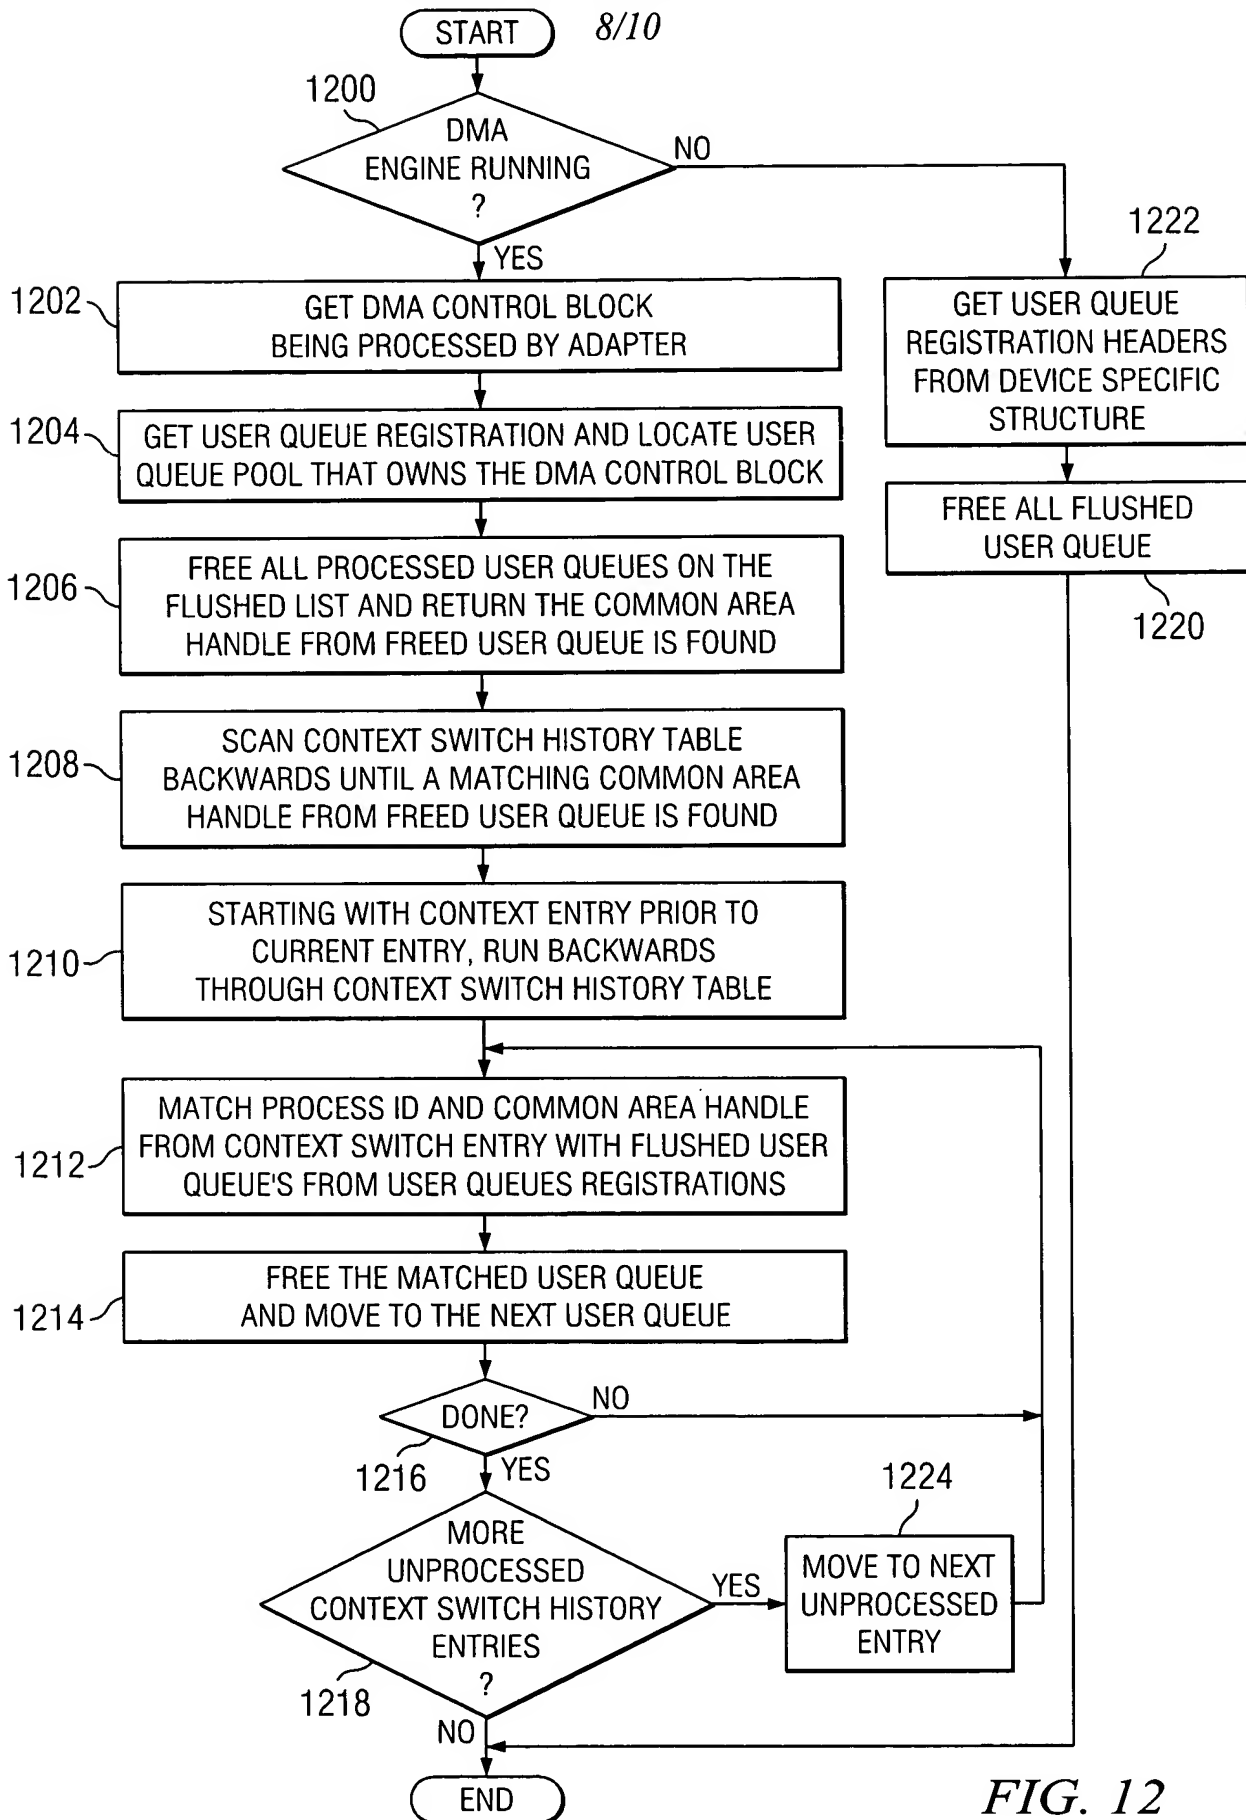 START
8/10
1200
DMA
ENGINE RUNNING
?
NO
YES
1222
1202
GET DMA CONTROL BLOCK
BEING PROCESSED BY ADAPTER
GET USER QUEUE
REGISTRATION HEADERS
FROM DEVICE SPECIFIC
STRUCTURE
1204
GET USER QUEUE REGISTRATION AND LOCATE USER
QUEUE POOL THAT OWNS THE DMA CONTROL BLOCK
FREE ALL FLUSHED
USER QUEUE
1220
1206
FREE ALL PROCESSED USER QUEUES ON THE
FLUSHED LIST AND RETURN THE COMMON AREA
HANDLE FROM FREED USER QUEUE IS FOUND
1208
SCAN CONTEXT SWITCH HISTORY TABLE
BACKWARDS UNTIL A MATCHING COMMON AREA
HANDLE FROM FREED USER QUEUE IS FOUND
1210
STARTING WITH CONTEXT ENTRY PRIOR TO
CURRENT ENTRY, RUN BACKWARDS
THROUGH CONTEXT SWITCH HISTORY TABLE
1212
MATCH PROCESS ID AND COMMON AREA HANDLE
FROM CONTEXT SWITCH ENTRY WITH FLUSHED USER
QUEUE'S FROM USER QUEUES REGISTRATIONS
1214
FREE THE MATCHED USER QUEUE
AND MOVE TO THE NEXT USER QUEUE
DONE?
NO
1216
YES
MORE
UNPROCESSED
CONTEXT SWITCH HISTORY
ENTRIES
?
1218
YES
1224
MOVE TO NEXT
UNPROCESSED
ENTRY
NO
END
FIG. 12